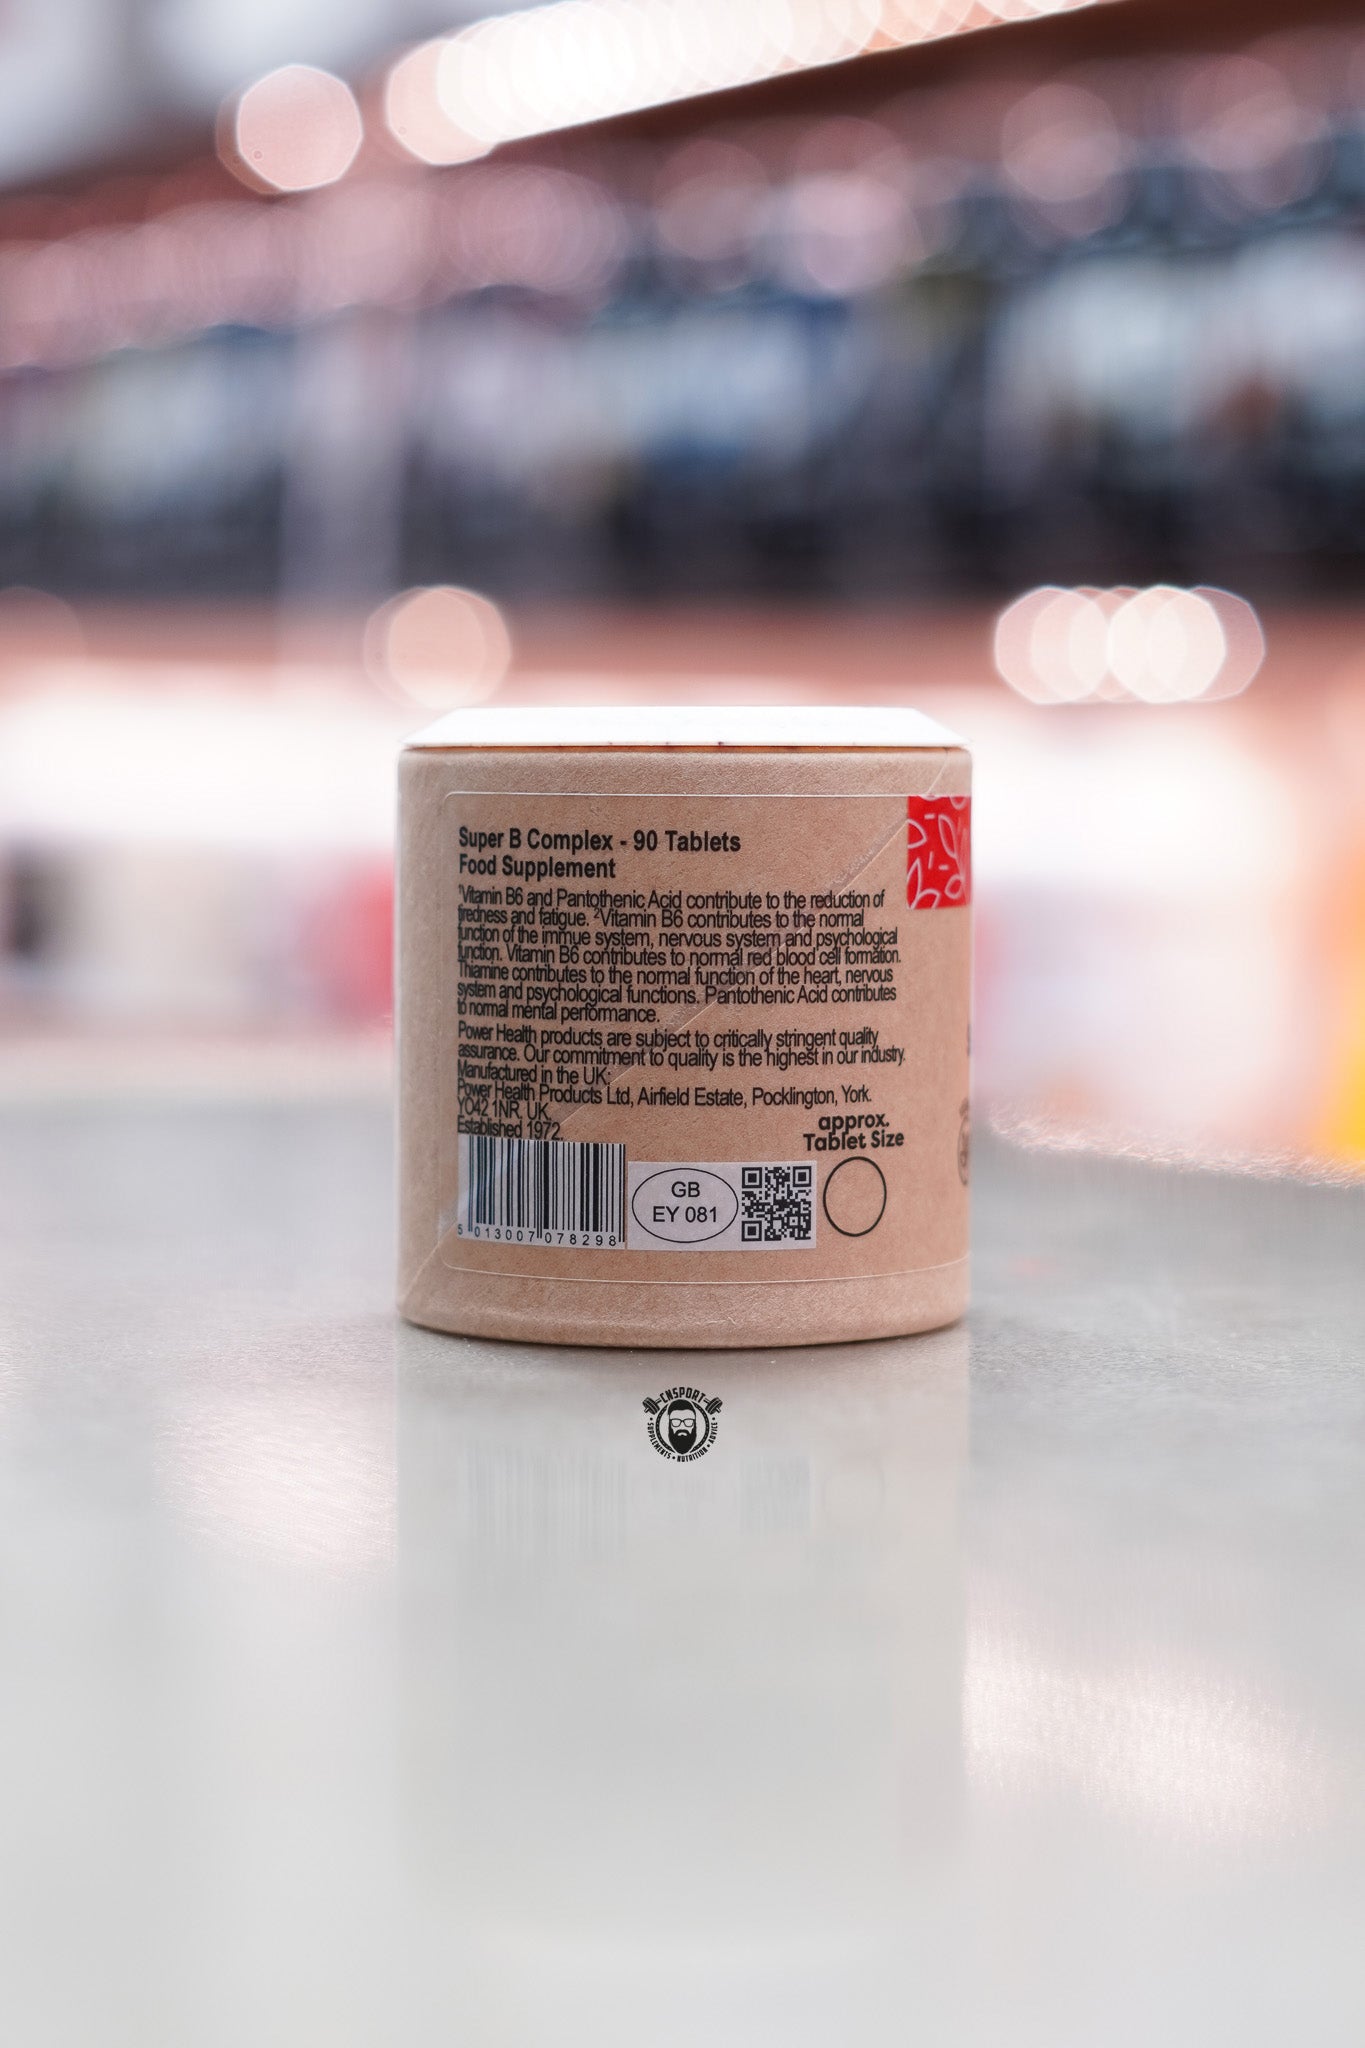 Super B Complex - 90 Tablets
Food Supplement
¹Vitamin B6 and Pantothenic Acid contribute to the reduction of
tiredness and fatigue. ²Vitamin B6 contributes to the normal
function of the immue system, nervous system and psychological
function. Vitamin B6 contributes to normal red blood cell formation.
Thiamine contributes to the normal function of the heart, nervous
system and psychological functions. Pantothenic Acid contributes
to normal mental performance.
Power Health products are subject to critically stringent quality
assurance. Our commitment to quality is the highest in our industry.
Manufactured in the UK:
Power Health Products Ltd, Airfield Estate, Pocklington, York.
YO42 1NR, UK.
Established 1972.
approx.
Tablet Size
GB
EY 081
5 013007 078298
CNSPORT
SUPPLEMENTS • NUTRITION • ADVICE